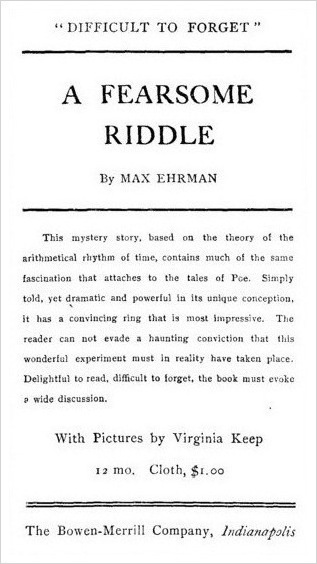 "DIFFICULT TO FORGET"
A FEARSOME
RIDDLE
By MAX EHRMAN
This mystery story, based on the theory of the
arithmetical rhythm of time, contains much of the same
fascination that attaches to the tales of Poe. Simply
told, yet dramatic and powerful in its unique conception,
it has a convincing ring that is most impressive. The
reader can not evade a haunting conviction that this
wonderful experiment must in reality have taken place.
Delightful to read, difficult to forget, the book must evoke
a wide discussion.
With Pictures by Virginia Keep
12 mo. Cloth, $1.00
The Bowen-Merrill Company, Indianapolis